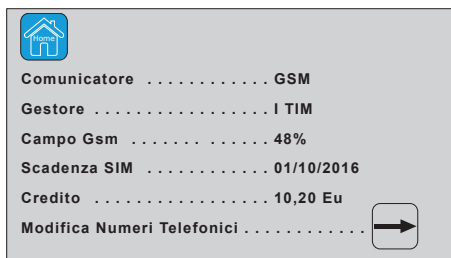 Home
Comunicatore . . . . . . . . . . . . GSM
Gestore . . . . . . . . . . . . . . . . . I TIM
Campo Gsm . . . . . . . . . . . . . 48%
Scadenza SIM . . . . . . . . . . . . 01/10/2016
Credito . . . . . . . . . . . . . . . . . 10,20 Eu
Modifica Numeri Telefonici . . . . . . . . . . . .